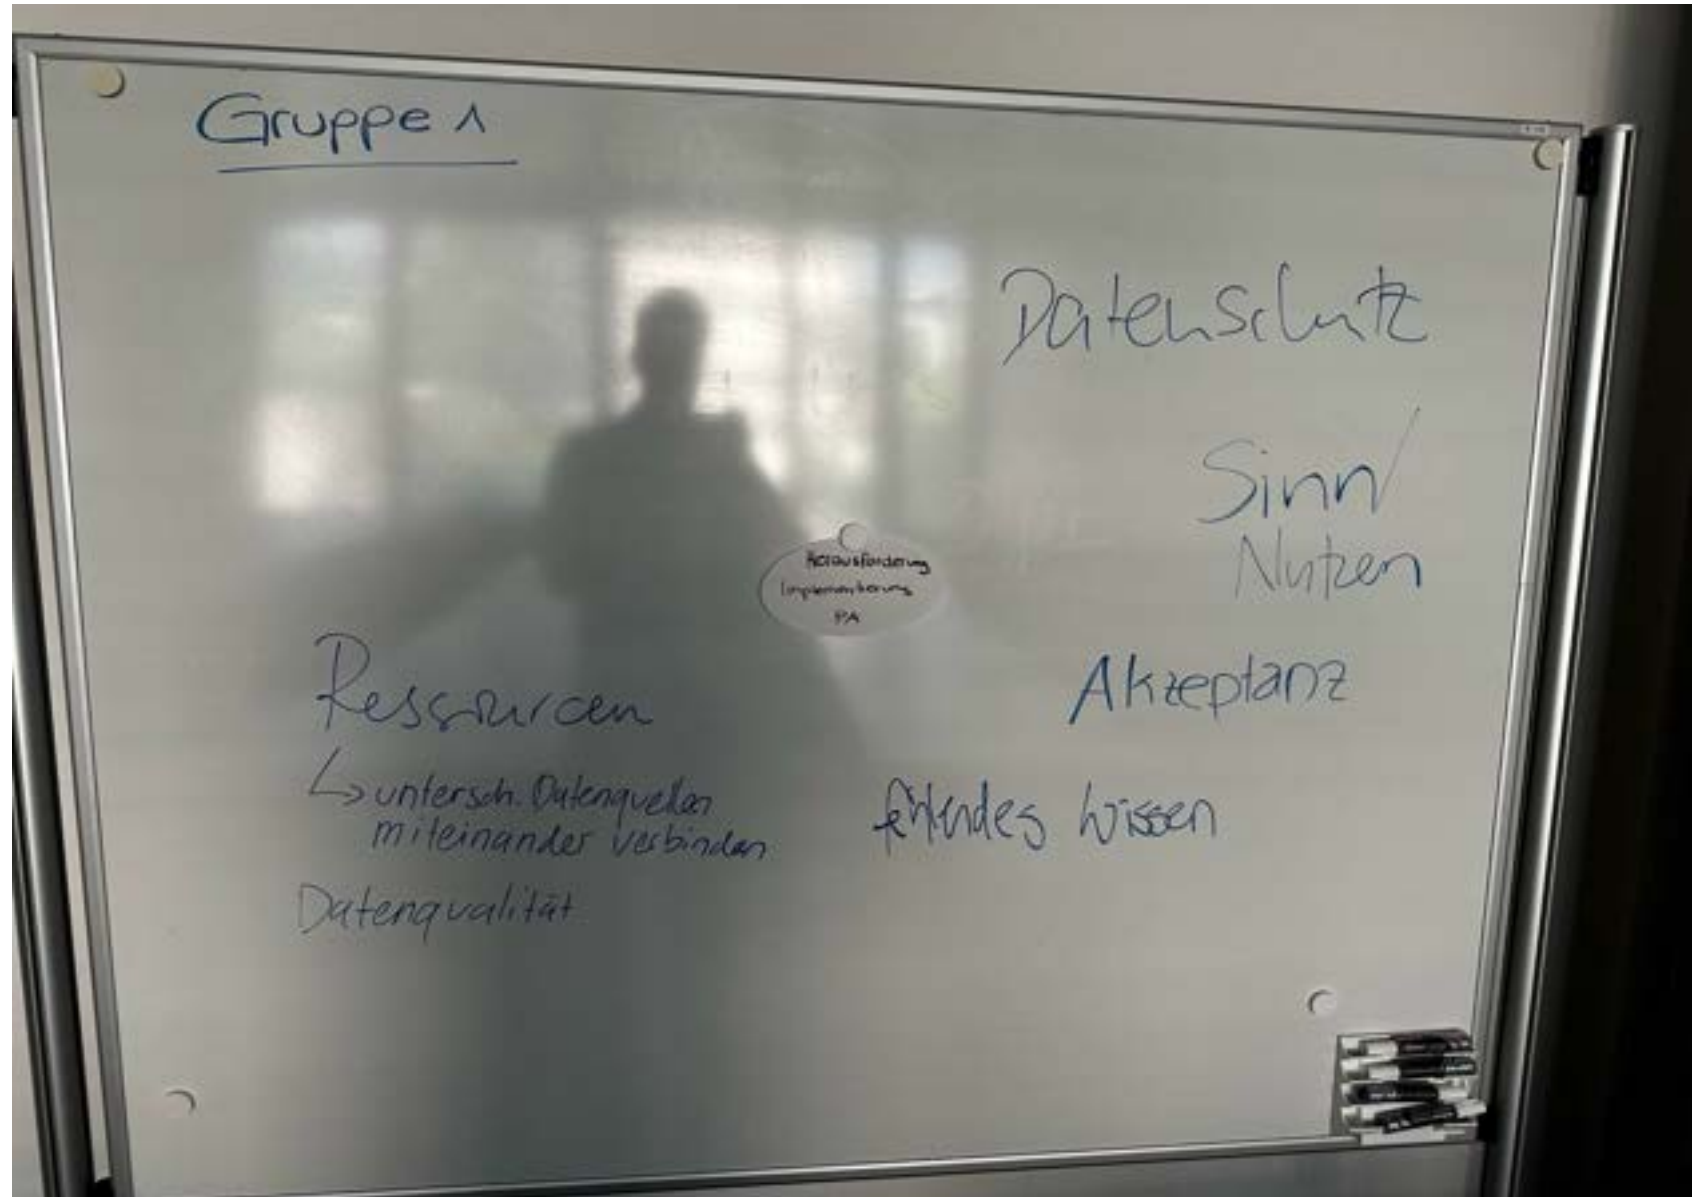 Gruppe 1
Datenschutz
Sinn/
Nutzen
Herausforderung
Implementierung
PA
Akzeptanz
fehlendes Wissen
Ressourcen
↳ untersch. Datenquellen
miteinander verbinden
Datenqualität